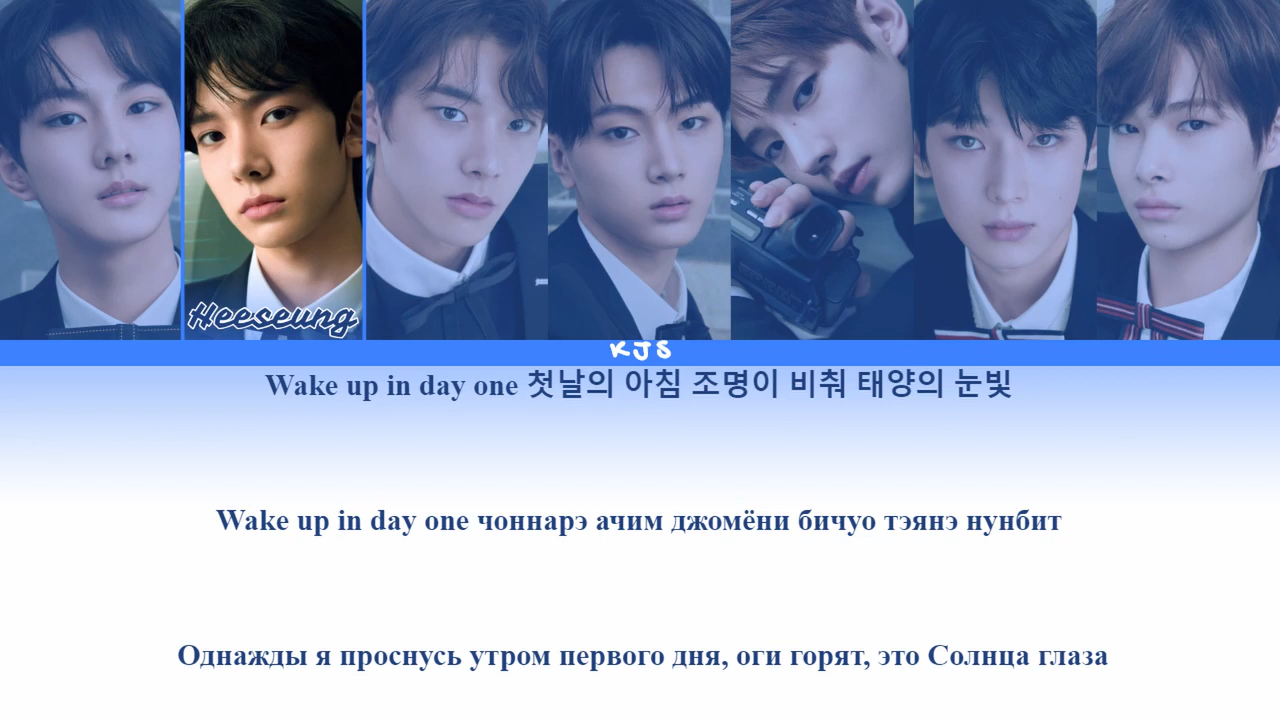 Heeseung
KJS
Wake up in day one 첫날의 아침 조명이 비춰 태양의 눈빛
Wake up in day one чоннарэ ачим джомёни бичуо тэянэ нунбит
Однажды я проснусь утром первого дня, оги горят, это Солнца глаза